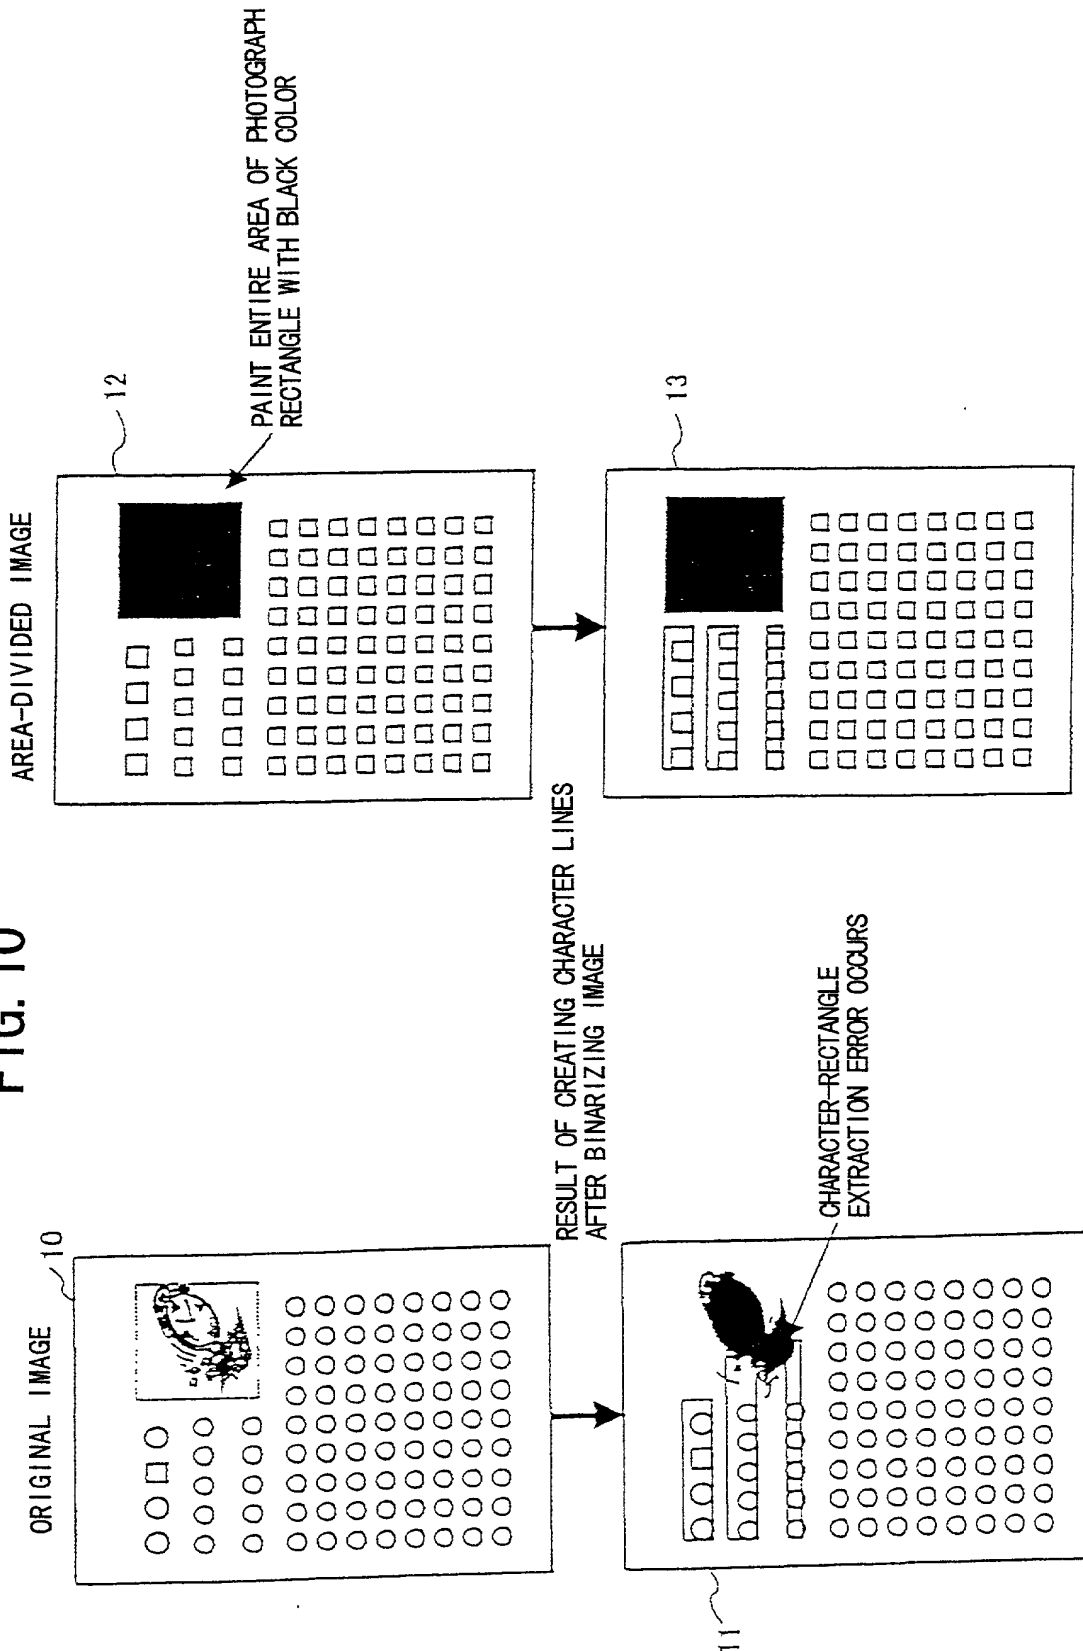 FIG. 10
ORIGINAL IMAGE
10
AREA-DIVIDED IMAGE
12
PAINT ENTIRE AREA OF PHOTOGRAPH
RECTANGLE WITH BLACK COLOR
RESULT OF CREATING CHARACTER LINES
AFTER BINARIZING IMAGE
11
CHARACTER-RECTANGLE
EXTRACTION ERROR OCCURS
13